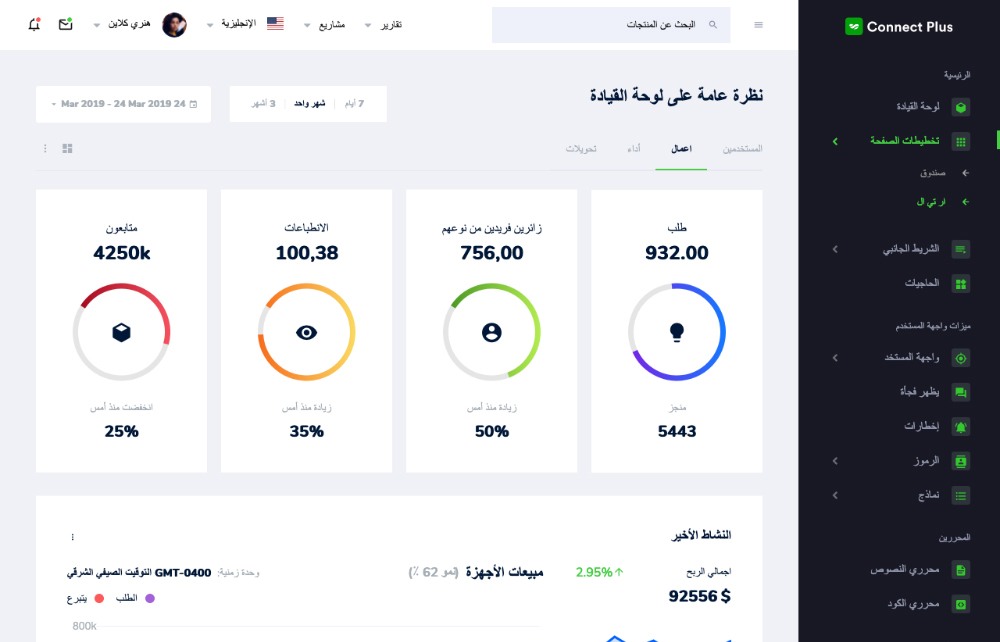 Connect Plus
الرئيسية
لوحة القيادة
تخطيطات الصفحة
صندوق
ار تي ال
الشريط الجانبي
الحاجيات
ميزات واجهة المستخدم
واجهة المستخد
يظهر فجأة
إخطارات
الرموز
نماذج
المحررين
محرري النصوص
محرري الكود
البحث عن المنتجات
تقارير
مشاريع
الإنجليزية
هنري كلاين
نظرة عامة على لوحة القيادة
7 أيام
شهر واحد
3 أشهر
24 Mar 2019 - 24 Mar 2019
المستخدمين
اعمال
أداء
تحويلات
طلب
932.00
منجز
5443
زائرين فريدين من نوعهم
756,00
زيادة منذ أمس
50%
الانطباعات
100,38
زيادة منذ أمس
35%
متابعون
4250k
انخفضت منذ أمس
25%
النشاط الأخير
اجمالي الربح
92556 $
2.95%
مبيعات الأجهزة (نمو 62 ٪)
وحدة زمنية: GMT-0400 التوقيت الصيفي الشرقي
الطلب
يتبرع
800k